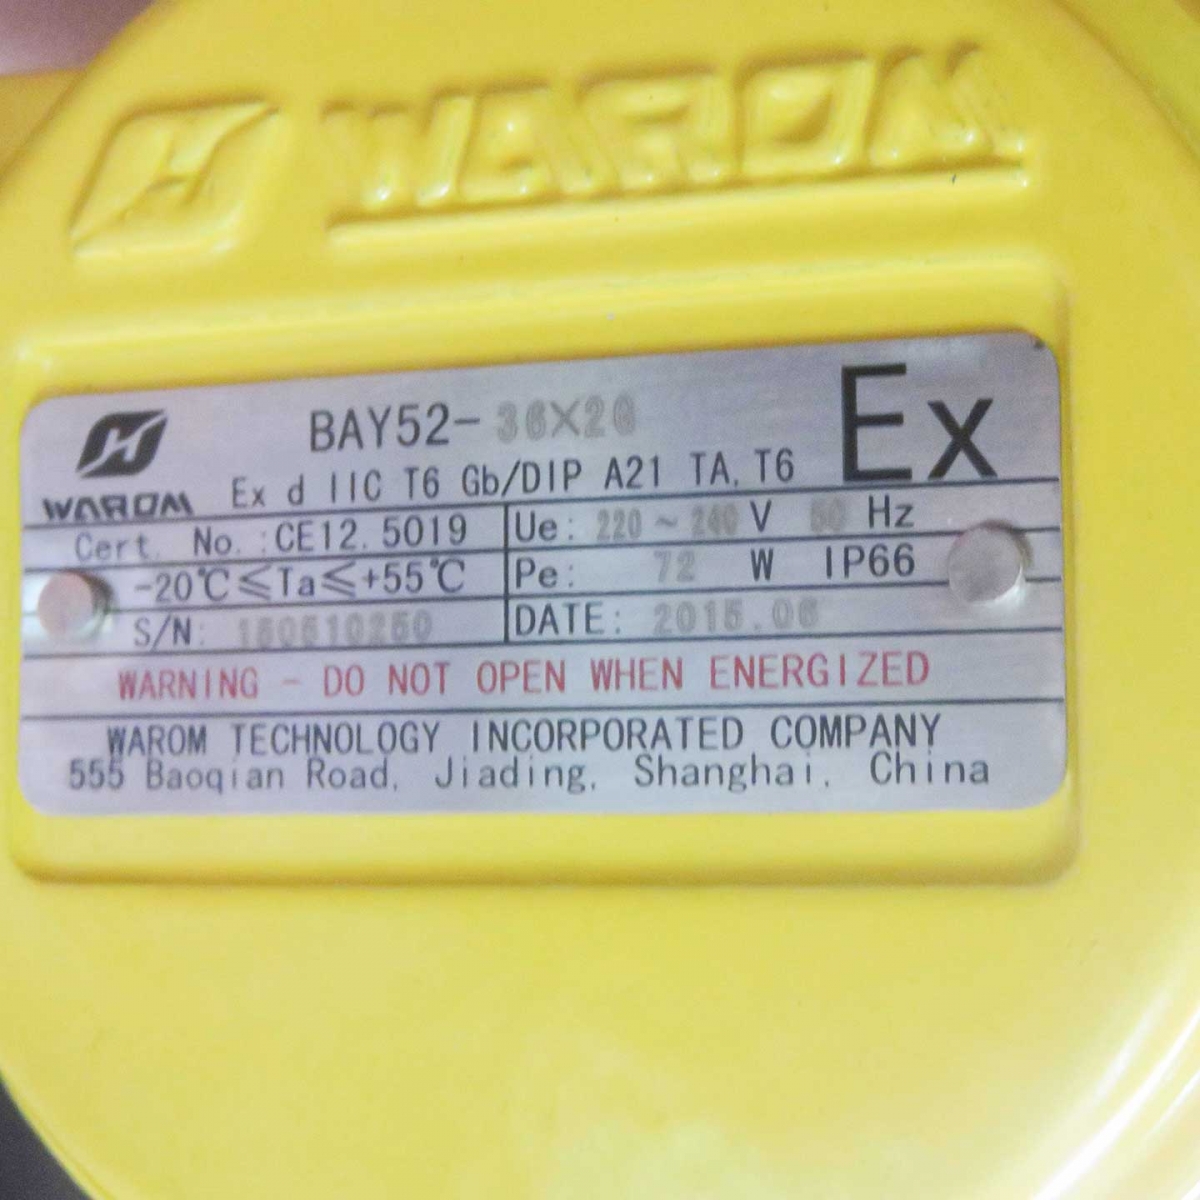 WAROM
BAY52-36X2G
Ex
WAROM
Ex d IIC T6 Gb/DIP A21 TA, T6
Cert. No. :CE12.5019
Ue: 220 ~ 240 V 50 Hz
-20℃≤Ta≤+55℃
Pe: 72 W IP66
S/N:
DATE: 2015.06
WARNING - DO NOT OPEN WHEN ENERGIZED
WAROM TECHNOLOGY INCORPORATED COMPANY
555 Baoqian Road, Jiading, Shanghai, China